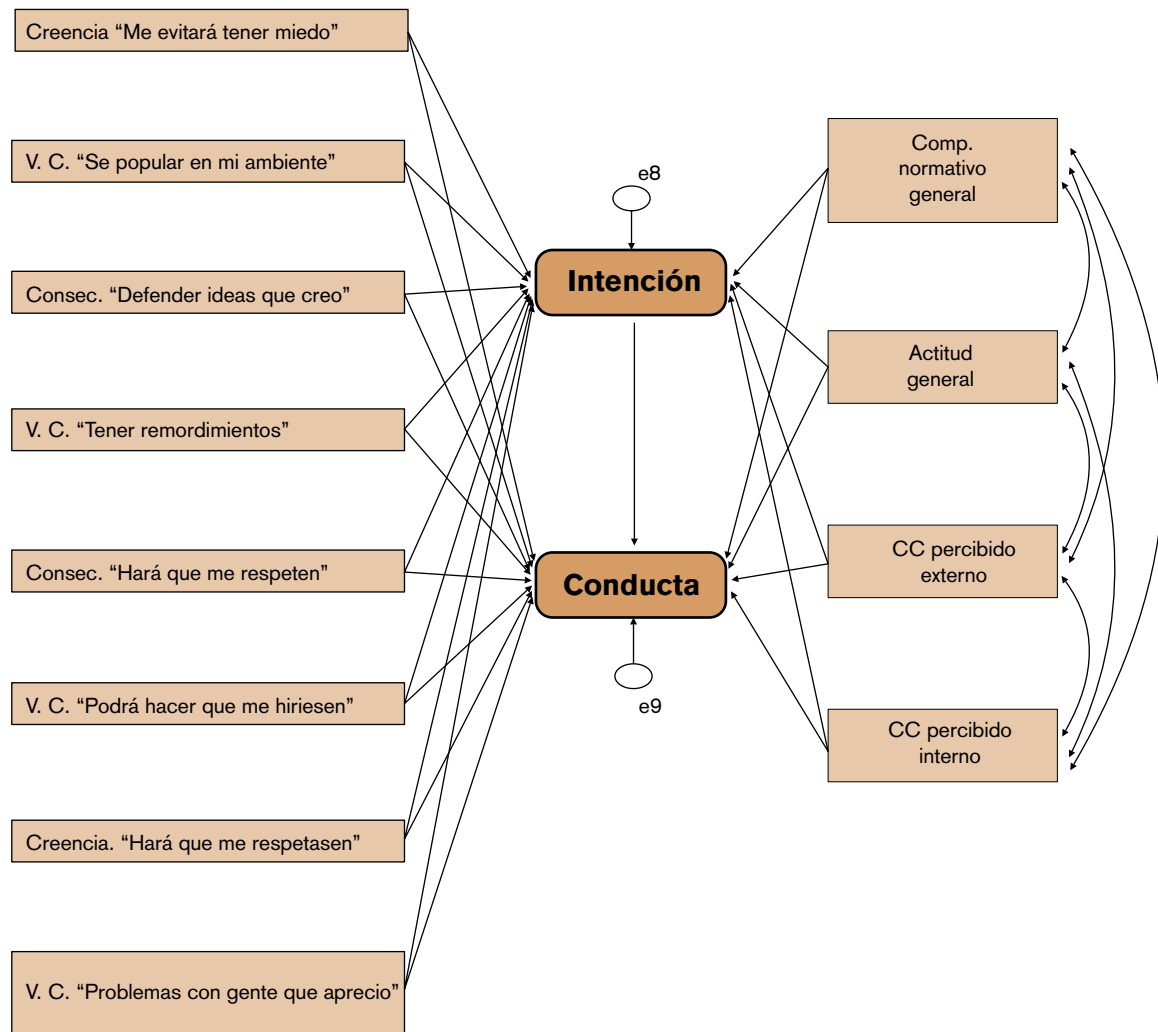 Creencia “Me evitará tener miedo”
V. C. “Se popular en mi ambiente”
Consec. “Defender ideas que creo”
V. C. “Tener remordimientos”
Consec. “Hará que me respeten”
V. C. “Podrá hacer que me hiriesen”
Creencia. “Hará que me respetasen”
V. C. “Problemas con gente que aprecio”
e8
Intención
Conducta
e9
Comp.
normativo
general
Actitud
general
CC percibido
externo
CC percibido
interno